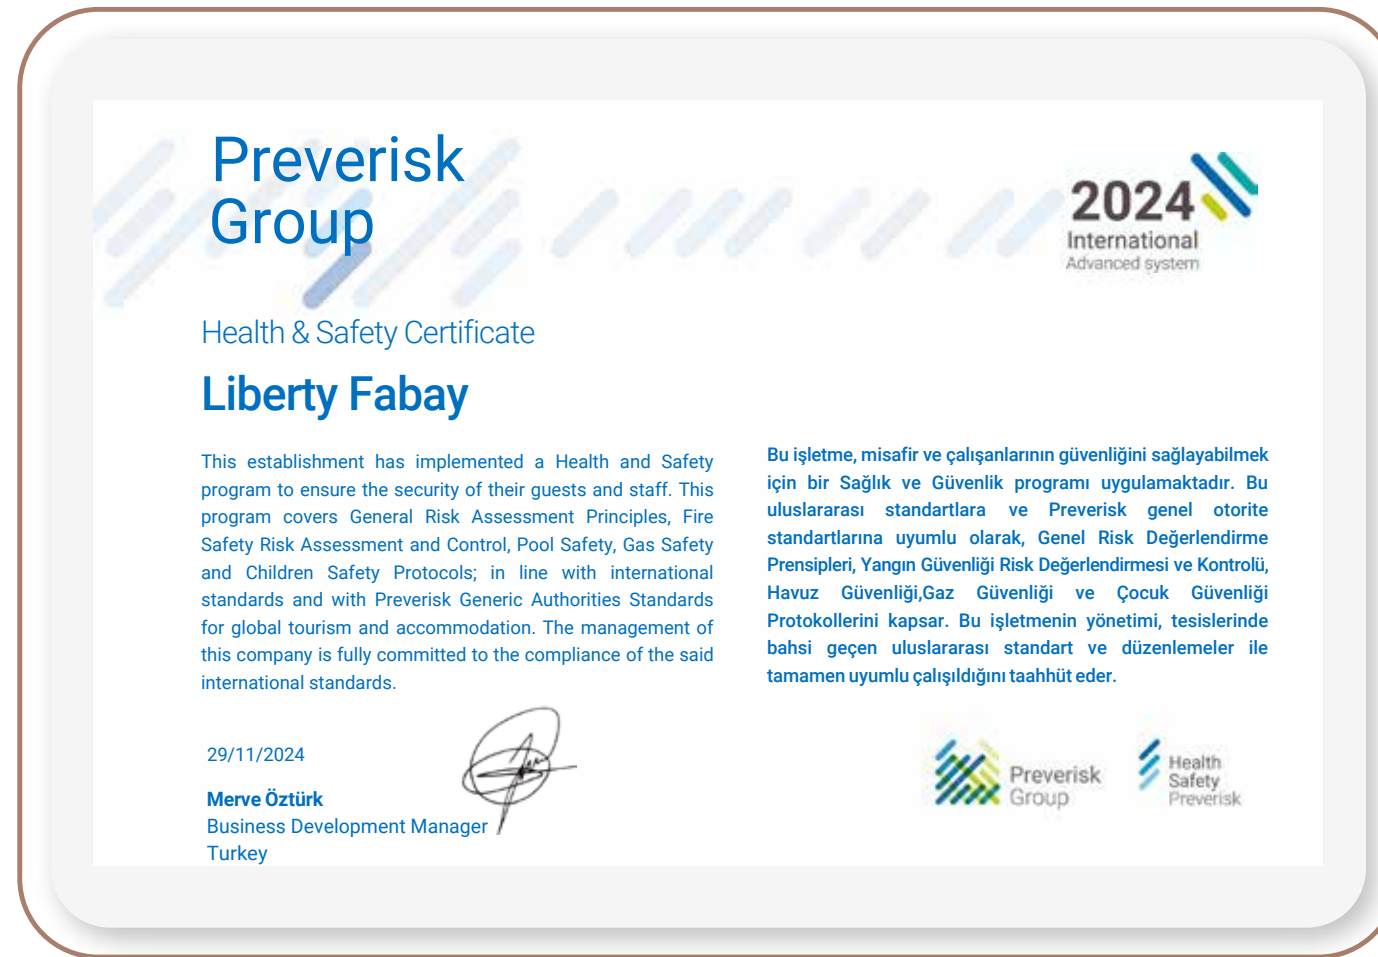 Preverisk
Group
2024
International
Advanced system
Health & Safety Certificate
Liberty Fabay
This establishment has implemented a Health and Safety
program to ensure the security of their guests and staff. This
program covers General Risk Assessment Principles, Fire
Safety Risk Assessment and Control, Pool Safety, Gas Safety
and Children Safety Protocols; in line with international
standards and with Preverisk Generic Authorities Standards
for global tourism and accommodation. The management of
this company is fully committed to the compliance of the said
international standards.
Bu işletme, misafir ve çalışanlarının güvenliğini sağlayabilmek
için bir Sağlık ve Güvenlik programı uygulamaktadır. Bu
uluslararası standartlara ve Preverisk genel otorite
standartlarına uyumlu olarak, Genel Risk Değerlendirme
Prensipleri, Yangın Güvenliği Risk Değerlendirmesi ve Kontrolü,
Havuz Güvenliği,Gaz Güvenliği ve Çocuk Güvenliği
Protokollerini kapsar. Bu işletmenin yönetimi, tesislerinde
bahsi geçen uluslararası standart ve düzenlemeler ile
tamamen uyumlu çalışıldığını taahhüt eder.
29/11/2024
Merve Öztürk
Business Development Manager
Turkey
Preverisk
Group
Health
Safety
Preverisk